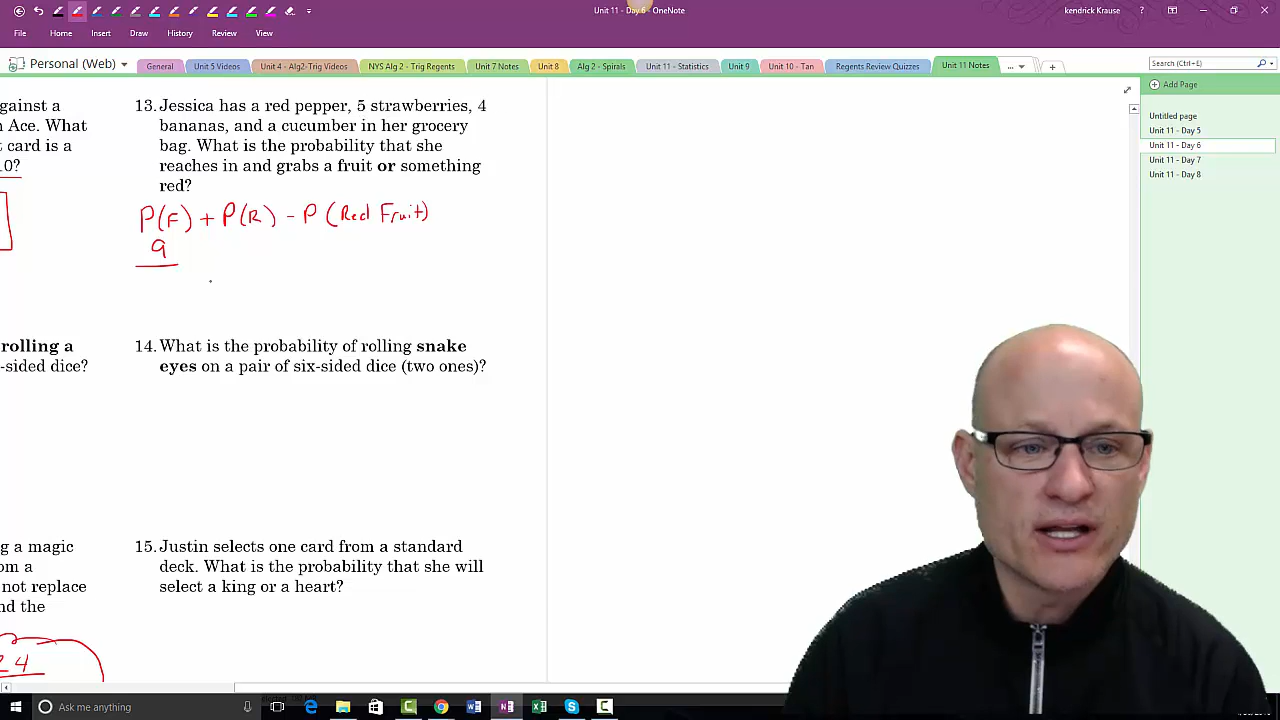 Unit 11 - Day 6 - OneNote
kendrick Krause
File Home Insert Draw History Review View
Personal (Web) General Unit 5 Videos Unit 4 - Alg2-Trig Videos NYS Alg 2 - Trig Regents Unit 7 Notes Unit 8 Alg 2 - Spirals Unit 11 - Statistics Unit 9 Unit 10 - Tan Regents Review Quizzes Unit 11 Notes ... Search (Ctrl+E)
Add Page
Untitled page
Unit 11 - Day 5
Unit 11 - Day 6
Unit 11 - Day 7
Unit 11 - Day 8
gainst a
n Ace. What
t card is a
.0?
13. Jessica has a red pepper, 5 strawberries, 4
bananas, and a cucumber in her grocery
bag. What is the probability that she
reaches in and grabs a fruit or something
red?
P(F) + P(R) - P (Red Fruit)
9
rolling a
-sided dice?
14. What is the probability of rolling snake
eyes on a pair of six-sided dice (two ones)?
g a magic
om a
not replace
nd the
24
15. Justin selects one card from a standard
deck. What is the probability that she will
select a king or a heart?
Ask me anything